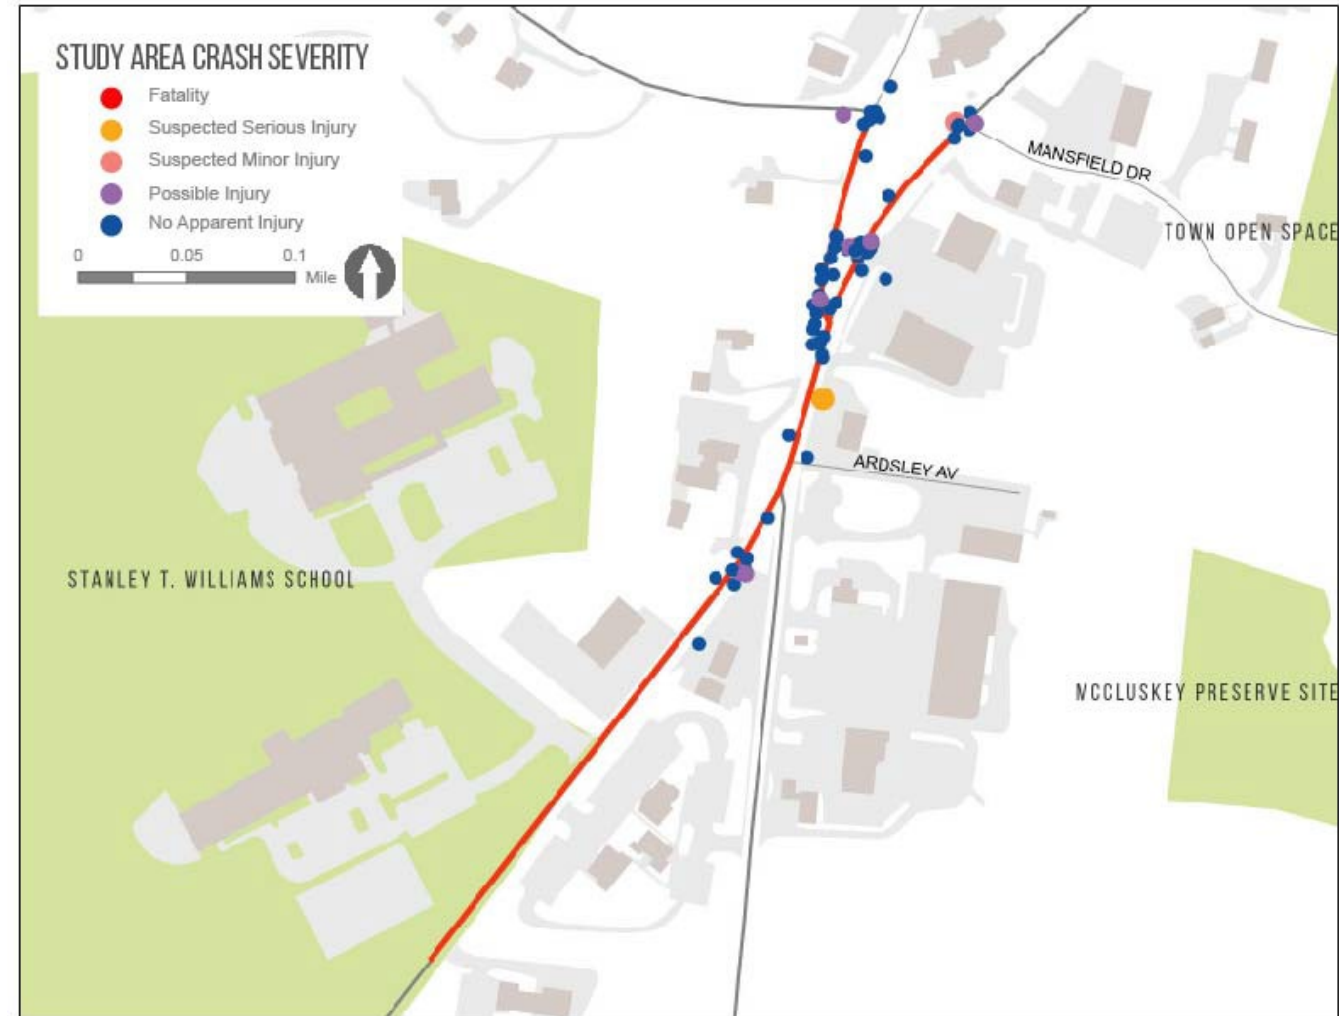 STUDY AREA CRASH SEVERITY
Fatality
Suspected Serious Injury
Suspected Minor Injury
Possible Injury
No Apparent Injury
0 0.05 0.1
Mile
MANSFIELD DR
TOWN OPEN SPACE
ARDSLEY AV
STANLEY T. WILLIAMS SCHOOL
MCCLUSKEY PRESERVE SITE